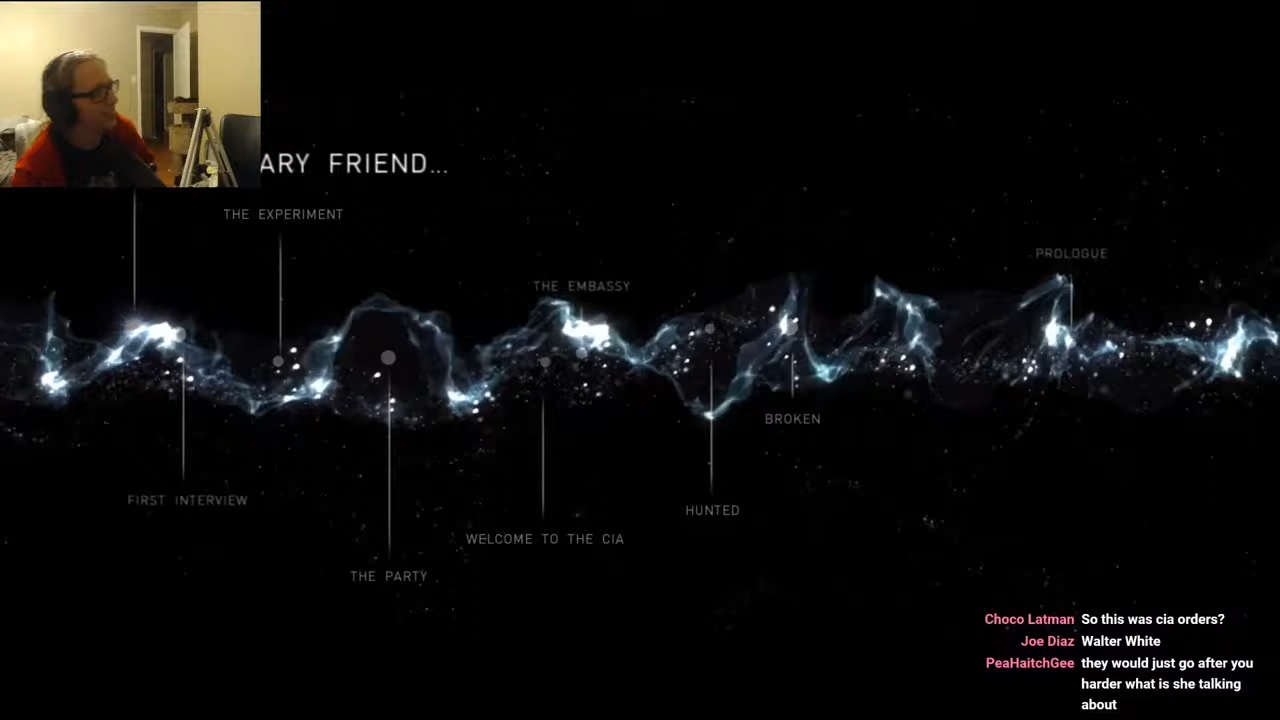 ARY FRIEND...
THE EXPERIMENT
PROLOGUE
THE EMBASSY
BROKEN
FIRST INTERVIEW
HUNTED
WELCOME TO THE CIA
THE PARTY
Choco Latman So this was cia orders?
Joe Diaz Walter White
PeaHaitchGee they would just go after you
harder what is she talking
about